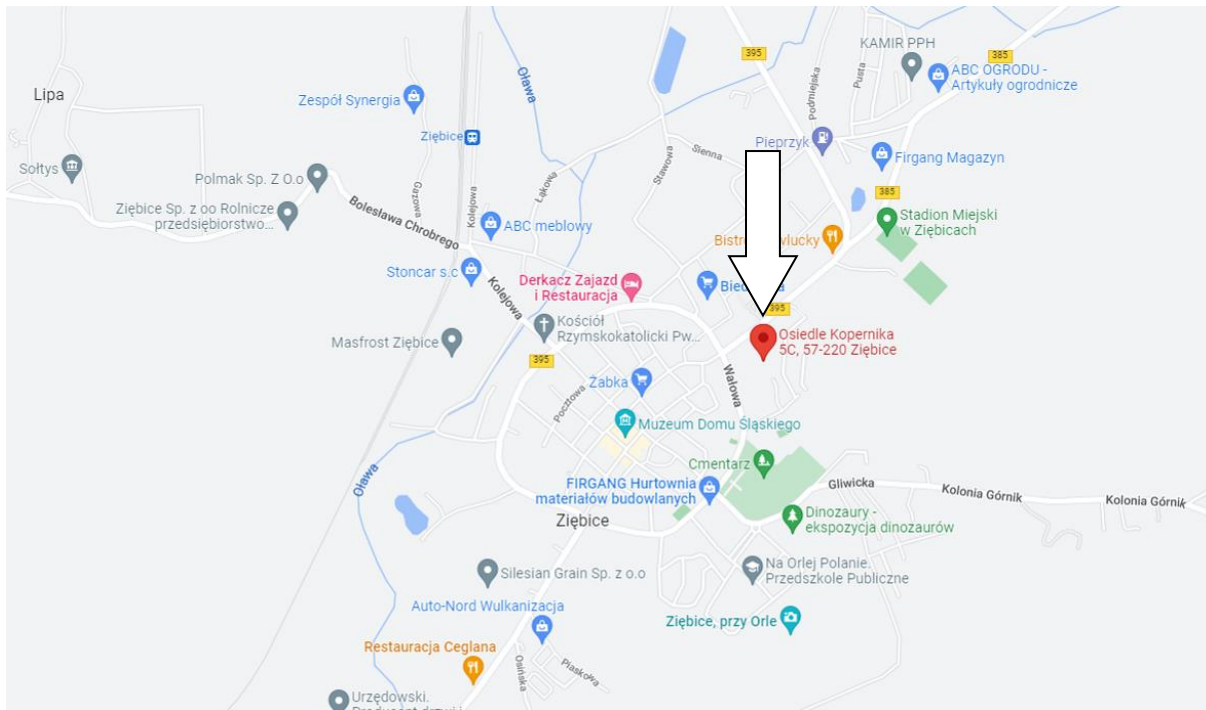 395
385
KAMIR PPH
Pusta
Podmiejska
ABC OGRODU -
Artykuły ogrodnicze
Lipa
Oława
Zespół Synergia
Ziębice
Pieprzyk
Sienna
Firgang Magazyn
Sołtys
Polmak Sp. Z O.o
Gazowa
Kolejowa
Łąkowa
Stawowa
385
Ziębice Sp. z oo Rolnicze
przedsiębiorstwo...
Bolesława Chrobrego
ABC meblowy
Stadion Miejski
w Ziębicach
Stoncar s.c
Kolejowa
Derkacz Zajazd
i Restauracja
395
Kościół
Rzymskokatolicki Pw...
Masfrost Ziębice
Osiedle Kopernika
5C, 57-220 Ziębice
395
Wałowa
Żabka
Pocztowa
Muzeum Domu Śląskiego
Cmentarz
Oława
FIRGANG Hurtownia
materiałów budowlanych
Gliwicka
Kolonia Górnik
Kolonia Górnik
Ziębice
Dinozaury -
ekspozycja dinozaurów
Silesian Grain Sp. z o.o
Na Orlej Polanie.
Przedszkole Publiczne
Auto-Nord Wulkanizacja
Ziębice, przy Orle
Restauracja Ceglana
Osińska
Piaskowa
Urzędowski.